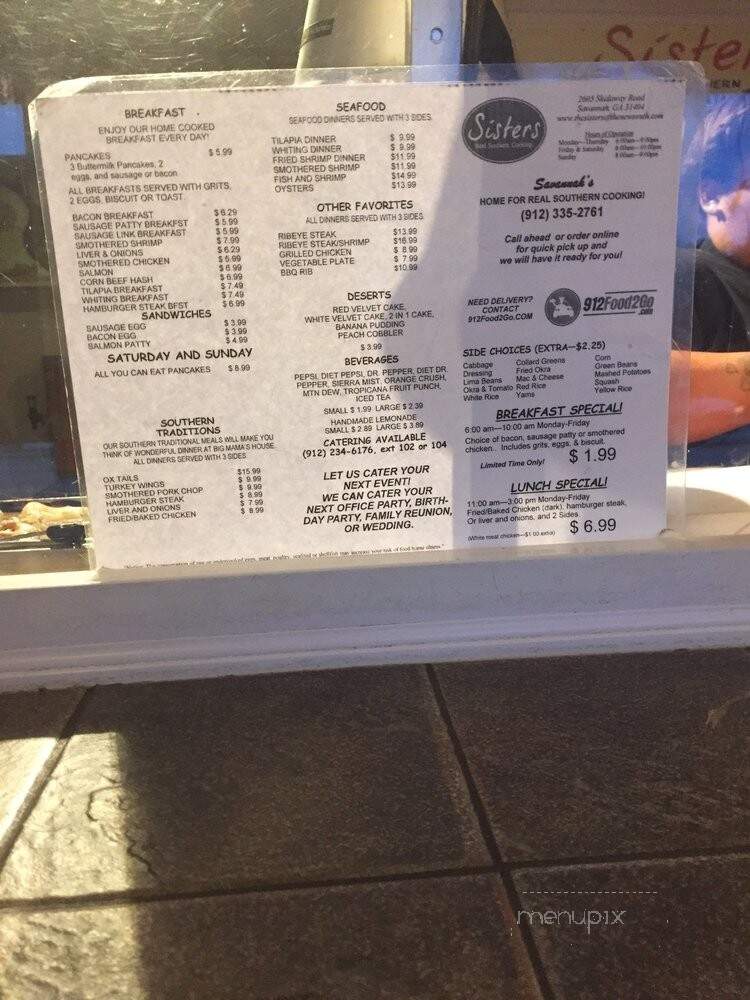 BREAKFAST
ENJOY OUR HOME COOKED
BREAKFAST EVERY DAY!
PANCAKES $ 5.99
3 Buttermilk Pancakes, 2
eggs, and sausage or bacon
ALL BREAKFASTS SERVED WITH GRITS,
2 EGGS, BISCUIT OR TOAST.
BACON BREAKFAST $ 6.29
SAUSAGE PATTY BREAKFST $ 5.99
SAUSAGE LINK BREAKFAST $ 5.99
SMOTHERED SHRIMP $ 7.99
LIVER & ONIONS $ 6.29
SMOTHERED CHICKEN $ 5.99
SALMON $ 6.99
CORN BEEF HASH $ 6.99
TILAPIA BREAKFAST $ 7.49
WHITING BREAKFAST $ 7.49
HAMBURGER STEAK BFST $ 6.99
SANDWICHES
SAUSAGE EGG $ 3.99
BACON EGG $ 3.99
SALMON PATTY $ 4.99
SATURDAY AND SUNDAY
ALL YOU CAN EAT PANCAKES $ 8.99
SOUTHERN
TRADITIONS
OUR SOUTHERN TRADITIONAL MEALS WILL MAKE YOU
THINK OF WONDERFUL DINNER AT BIG MAMA'S HOUSE.
ALL DINNERS SERVED WITH 3 SIDES
OX TAILS $15.99
TURKEY WINGS $ 9.99
SMOTHERED PORK CHOP $ 9.99
HAMBURGER STEAK $ 8.99
LIVER AND ONIONS $ 7.99
FRIED/BAKED CHICKEN $ 8.99
SEAFOOD
SEAFOOD DINNERS SERVED WITH 3 SIDES
TILAPIA DINNER $ 9.99
WHITING DINNER $ 9.99
FRIED SHRIMP DINNER $11.99
SMOTHERED SHRIMP $11.99
FISH AND SHRIMP $14.99
OYSTERS $13.99
OTHER FAVORITES
ALL DINNERS SERVED WITH 3 SIDES
RIBEYE STEAK $13.99
RIBEYE STEAK/SHRIMP $16.99
GRILLED CHICKEN $ 8.99
VEGETABLE PLATE $ 7.99
BBQ RIB $10.99
DESERTS
RED VELVET CAKE,
WHITE VELVET CAKE, 2 IN 1 CAKE,
BANANA PUDDING
PEACH COBBLER
$ 3.99
BEVERAGES
PEPSI, DIET PEPSI, DR. PEPPER, DIET DR.
PEPPER, SIERRA MIST, ORANGE CRUSH,
MTN DEW, TROPICANA FRUIT PUNCH,
ICED TEA
SMALL $ 1.99 LARGE $ 2.39
HANDMADE LEMONADE
SMALL $ 2.89 LARGE $ 3.89
CATERING AVAILABLE
(912) 234-6176, ext 102 or 104
LET US CATER YOUR
NEXT EVENT!
WE CAN CATER YOUR
NEXT OFFICE PARTY, BIRTH-
DAY PARTY, FAMILY REUNION,
OR WEDDING.
Sisters
Real Southern Cooking
2605 Skidaway Road
Savannah, GA 31404
Hours of Operation
Monday—Thursday
Friday & Saturday
Sunday
Savannah's
HOME FOR REAL SOUTHERN COOKING!
(912) 335-2761
Call ahead or order online
for quick pick up and
we will have it ready for you!
NEED DELIVERY?
CONTACT
912Food2Go.COM
912Food2Go
.com
SIDE CHOICES (EXTRA—$2.25)
Cabbage Collard Greens Corn
Dressing Fried Okra Green Beans
Lima Beans Mac & Cheese Mashed Potatoes
Okra & Tomato Red Rice Squash
White Rice Yams Yellow Rice
BREAKFAST SPECIAL!
6:00 am—10:00 am Monday-Friday
Choice of bacon, sausage patty or smothered
chicken. Includes grits, eggs, & biscuit.
Limited Time Only! $ 1.99
LUNCH SPECIAL!
11:00 am—3:00 pm Monday-Friday
Fried/Baked Chicken (dark), hamburger steak,
Or liver and onions, and 2 Sides.
$ 6.99
(White meat chicken—$1.00 extra)
Siste
ERN
menupix